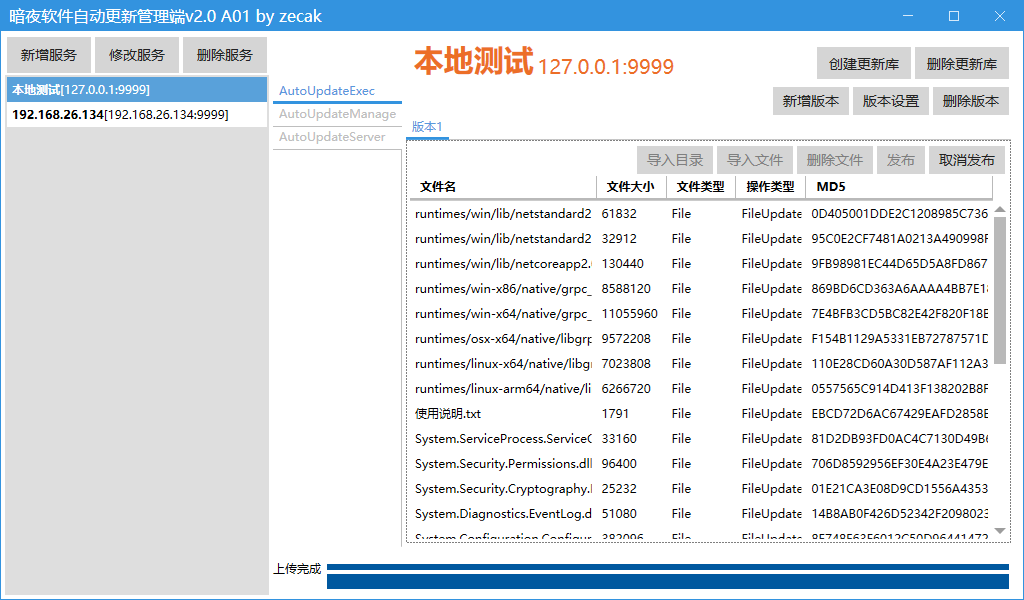 暗夜软件自动更新管理端v2.0 A01 by zecak
新增服务 修改服务 删除服务
本地测试[127.0.0.1:9999]
192.168.26.134[192.168.26.134:9999]
AutoUpdateExec
AutoUpdateManage
AutoUpdateServer
本地测试 127.0.0.1:9999
创建更新库 删除更新库
新增版本 版本设置 删除版本
版本1
导入目录 导入文件 删除文件 发布 取消发布
文件名 文件大小 文件类型 操作类型 MD5
runtimes/win/lib/netstandard2 61832 File FileUpdate 0D405001DDE2C1208985C736
runtimes/win/lib/netstandard2 32912 File FileUpdate 95C0E2CF7481A0213A490998F
runtimes/win/lib/netcoreapp2. 130440 File FileUpdate 9FB98981EC44D65D5A8FD867
runtimes/win-x86/native/grpc_ 8588120 File FileUpdate 869BD6CD363A6AAAA4BB7E18
runtimes/win-x64/native/grpc_ 11055960 File FileUpdate 7E4BFB3CD5BC82E42F820F18E
runtimes/osx-x64/native/libgrp 9572208 File FileUpdate F154B1129A5331EB72787571D
runtimes/linux-x64/native/libg 7023808 File FileUpdate 110E28CD60A30D587AF112A3
runtimes/linux-arm64/native/li 6266720 File FileUpdate 0557565C914D413F138202B8F
使用说明.txt 1791 File FileUpdate EBCD72D6AC67429EAFD2858E
System.ServiceProcess.ServiceC 33160 File FileUpdate 81D2DB93FD0AC4C7130D49B6
System.Security.Permissions.dll 96400 File FileUpdate 706D8592956EF30E4A23E479E
System.Security.Cryptography. 25232 File FileUpdate 01E21CA3E08D9CD1556A4353
System.Diagnostics.EventLog.d 51080 File FileUpdate 14B8AB0F426D52342F2098023
System.Configuration.Configur 382096 File FileUpdate
上传完成